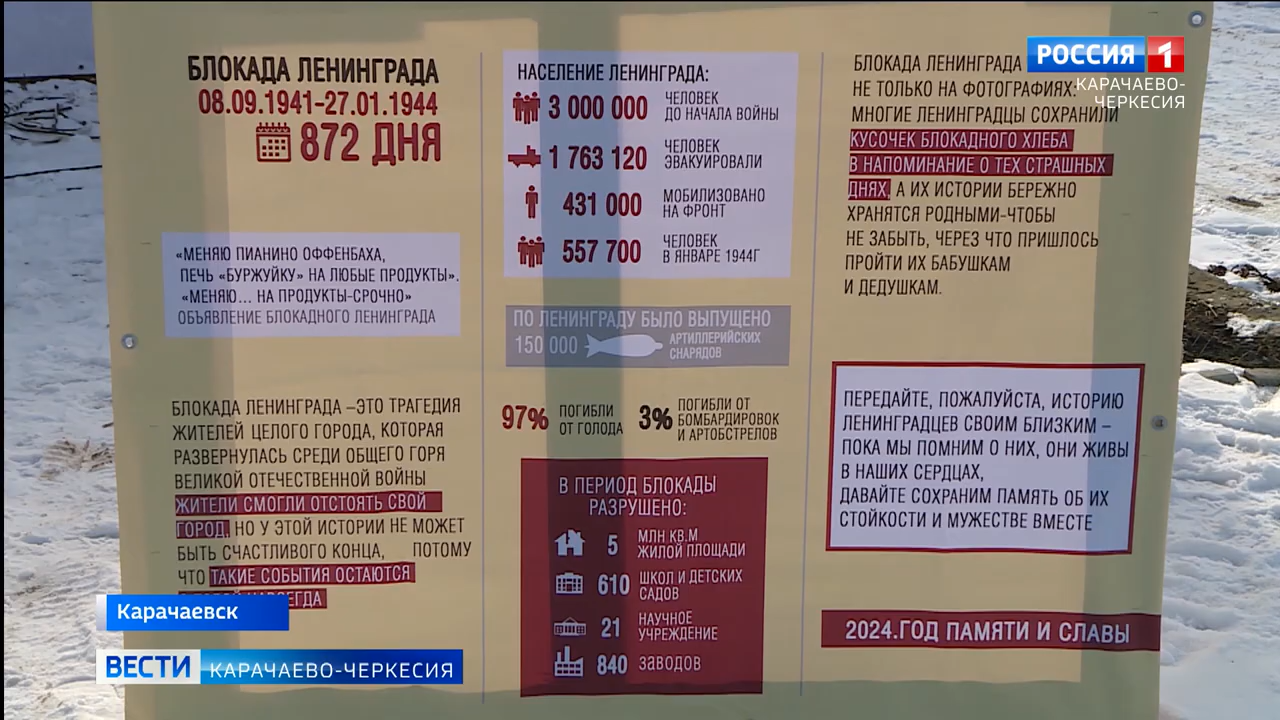 БЛОКАДА ЛЕНИНГРАДА
08.09.1941-27.01.1944
872 ДНЯ
«МЕНЯЮ ПИАНИНО ОФФЕНБАХА,
ПЕЧЬ «БУРЖУЙКУ» НА ЛЮБЫЕ ПРОДУКТЫ».
«МЕНЯЮ... НА ПРОДУКТЫ-СРОЧНО»
ОБЪЯВЛЕНИЕ БЛОКАДНОГО ЛЕНИНГРАДА
БЛОКАДА ЛЕНИНГРАДА –ЭТО ТРАГЕДИЯ
ЖИТЕЛЕЙ ЦЕЛОГО ГОРОДА, КОТОРАЯ
РАЗВЕРНУЛАСЬ СРЕДИ ОБЩЕГО ГОРЯ
ВЕЛИКОЙ ОТЕЧЕСТВЕННОЙ ВОЙНЫ
ЖИТЕЛИ СМОГЛИ ОТСТОЯТЬ СВОЙ
ГОРОД, НО У ЭТОЙ ИСТОРИИ НЕ МОЖЕТ
БЫТЬ СЧАСТЛИВОГО КОНЦА, ПОТОМУ
ЧТО ТАКИЕ СОБЫТИЯ ОСТАЮТСЯ
НАСЕЛЕНИЕ ЛЕНИНГРАДА:
3 000 000 ЧЕЛОВЕК
ДО НАЧАЛА ВОЙНЫ
1 763 120 ЧЕЛОВЕК
ЭВАКУИРОВАЛИ
431 000 МОБИЛИЗОВАНО
НА ФРОНТ
557 700 ЧЕЛОВЕК
В ЯНВАРЕ 1944Г
ПО ЛЕНИНГРАДУ БЫЛО ВЫПУЩЕНО
150 000 АРТИЛЛЕРИЙСКИХ
СНАРЯДОВ
97% ПОГИБЛИ
ОТ ГОЛОДА
3% ПОГИБЛИ ОТ
БОМБАРДИРОВОК
И АРТОБСТРЕЛОВ
В ПЕРИОД БЛОКАДЫ
РАЗРУШЕНО:
5 МЛН КВ.М
ЖИЛОЙ ПЛОЩАДИ
610 ШКОЛ И ДЕТСКИХ
САДОВ
21 НАУЧНОЕ
УЧРЕЖДЕНИЕ
840 ЗАВОДОВ
БЛОКАДА ЛЕНИНГРАДА
НЕ ТОЛЬКО НА ФОТОГРАФИЯХ:
МНОГИЕ ЛЕНИНГРАДЦЫ СОХРАНИЛИ
КУСОЧЕК БЛОКАДНОГО ХЛЕБА
В НАПОМИНАНИЕ О ТЕХ СТРАШНЫХ
ДНЯХ, А ИХ ИСТОРИИ БЕРЕЖНО
ХРАНЯТСЯ РОДНЫМИ-ЧТОБЫ
НЕ ЗАБЫТЬ, ЧЕРЕЗ ЧТО ПРИШЛОСЬ
ПРОЙТИ ИХ БАБУШКАМ
И ДЕДУШКАМ.
ПЕРЕДАЙТЕ, ПОЖАЛУЙСТА, ИСТОРИЮ
ЛЕНИНГРАДЦЕВ СВОИМ БЛИЗКИМ –
ПОКА МЫ ПОМНИМ О НИХ, ОНИ ЖИВЫ
В НАШИХ СЕРДЦАХ,
ДАВАЙТЕ СОХРАНИМ ПАМЯТЬ ОБ ИХ
СТОЙКОСТИ И МУЖЕСТВЕ ВМЕСТЕ
2024.ГОД ПАМЯТИ И СЛАВЫ
РОССИЯ 1
КАРАЧАЕВО-
ЧЕРКЕСИЯ
Карачаевск
ВЕСТИ КАРАЧАЕВО-ЧЕРКЕСИЯ